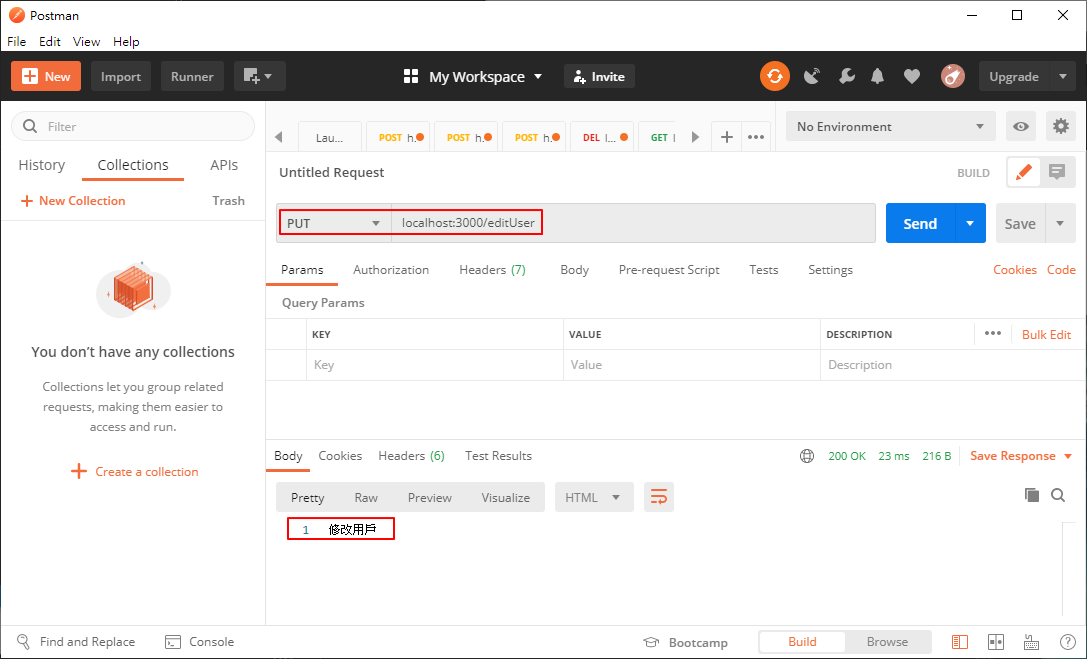 Postman
File Edit View Help
New Import Runner My Workspace Invite Upgrade
Filter
History Collections APIs
New Collection Trash
You don't have any collections
Collections let you group related
requests, making them easier to
access and run.
Create a collection
Lau... POST h. POST h. POST h. DEL l... GET No Environment
Untitled Request BUILD
PUT localhost:3000/editUser Send Save
Params Authorization Headers (7) Body Pre-request Script Tests Settings Cookies Code
Query Params
KEY VALUE DESCRIPTION Bulk Edit
Key Value Description
Body Cookies Headers (6) Test Results 200 OK 23 ms 216 B Save Response
Pretty Raw Preview Visualize HTML
1 修改用戶
Find and Replace Console Bootcamp Build Browse